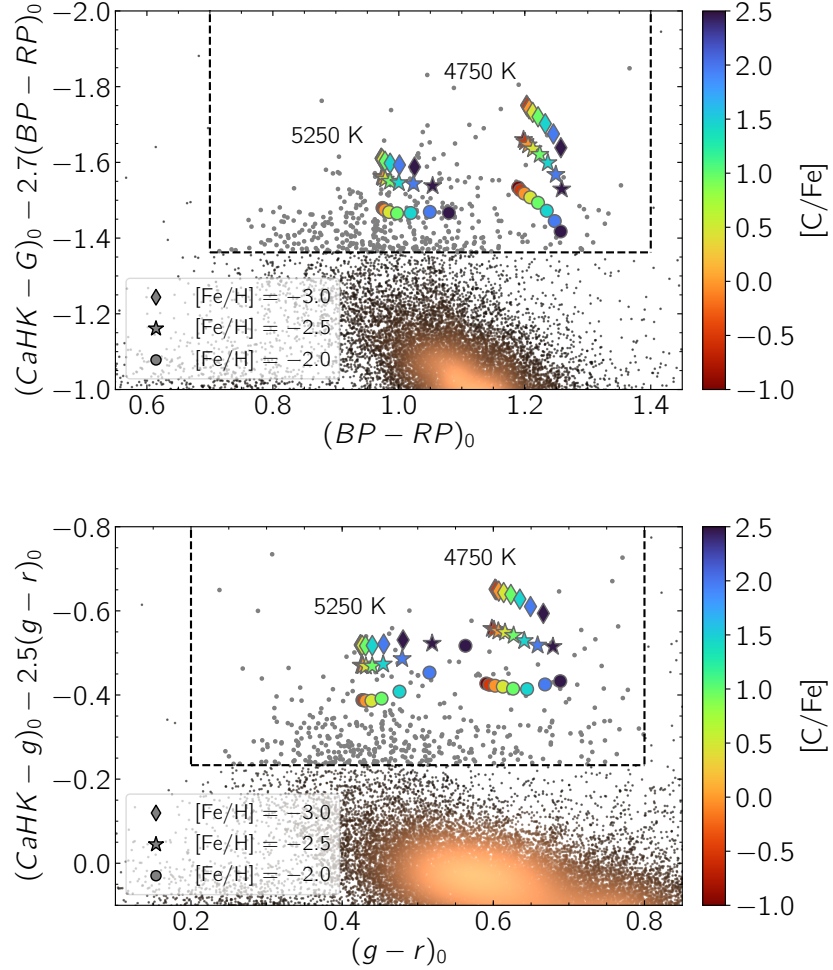 −2.0
−1.8
−1.6
−1.4
−1.2
−1.0
(CaHK − G)₀ − 2.7(BP − RP)₀
4750 K
5250 K
[Fe/H] = −3.0
[Fe/H] = −2.5
[Fe/H] = −2.0
0.6 0.8 1.0 1.2 1.4
(BP − RP)₀
2.5
2.0
1.5
1.0
0.5
0.0
−0.5
−1.0
[C/Fe]
−0.8
−0.6
−0.4
−0.2
0.0
((CaHK − g)₀ − 2.5(g − r)₀
4750 K
5250 K
[Fe/H] = −3.0
[Fe/H] = −2.5
[Fe/H] = −2.0
0.2 0.4 0.6 0.8
(g − r)₀
2.5
2.0
1.5
1.0
0.5
0.0
−0.5
−1.0
[C/Fe]